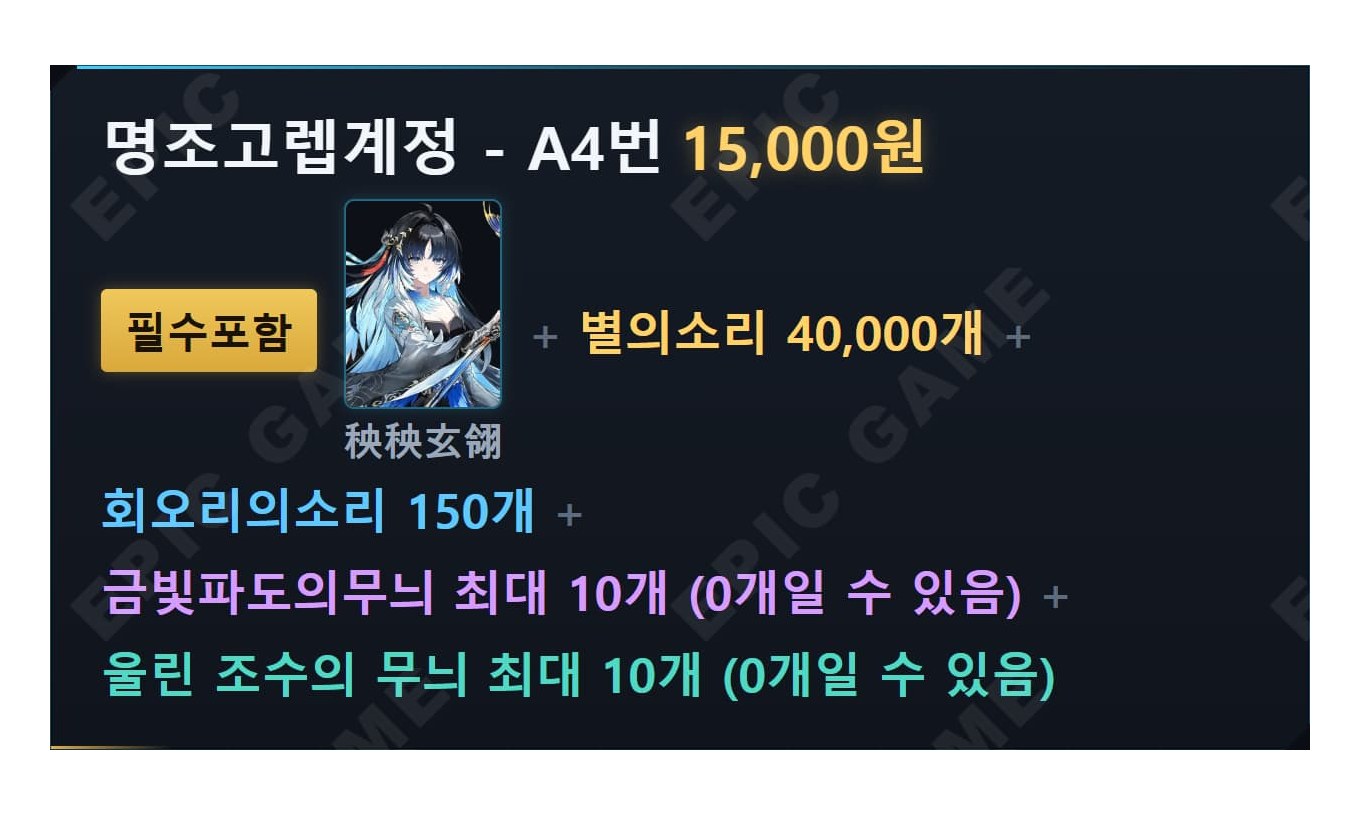 명조고렙계정 - A4번 15,000원
필수포함 + 별의소리 40,000개 +
秧秧玄翎
회오리의소리 150개 +
금빛파도의무늬 최대 10개 (0개일 수 있음) +
울린 조수의 무늬 최대 10개 (0개일 수 있음)
EPIC GAME